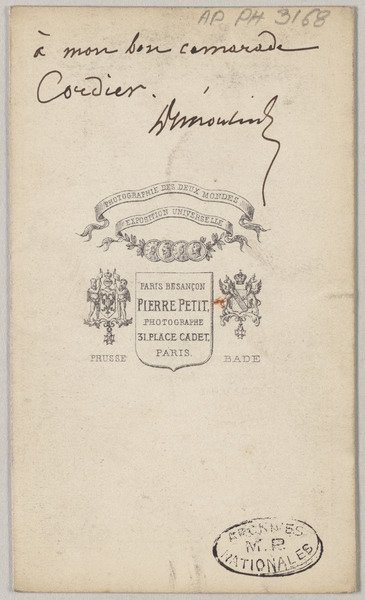 AP PH 3168
à mon bon camarade
Cordier.
Demoulin
PHOTOGRAPHIE DES DEUX MONDES
EXPOSITION UNIVERSELLE
PARIS BESANÇON
PIERRE PETIT,
PHOTOGRAPHE
31, PLACE CADET,
PARIS.
PRUSSE
BADE
ARCHIVES
M.P.
NATIONALES